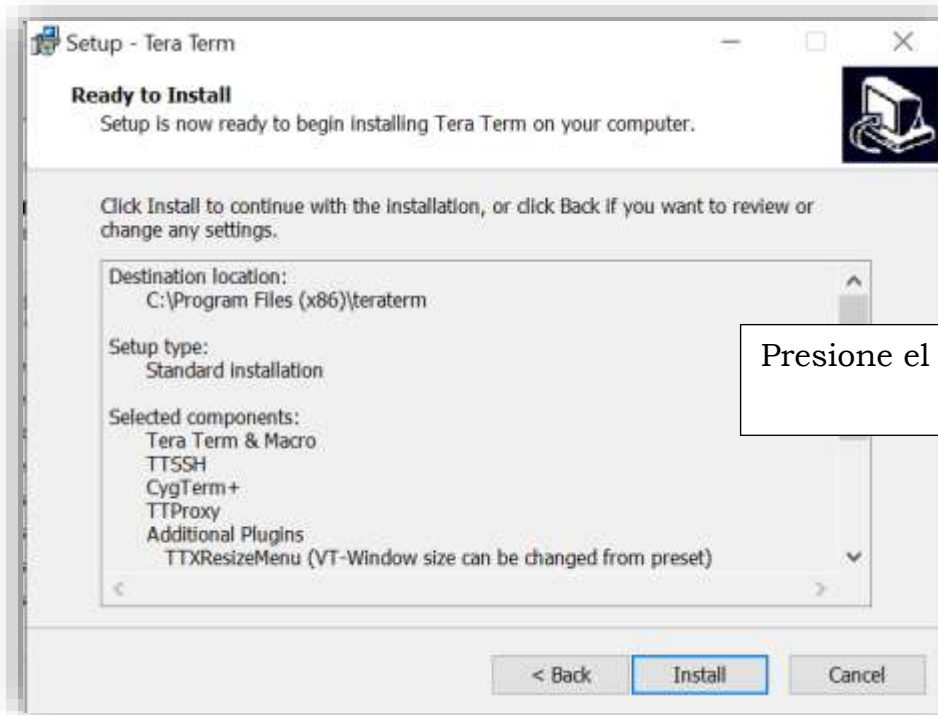 Setup - Tera Term
Ready to Install
Setup is now ready to begin installing Tera Term on your computer.
Click Install to continue with the installation, or click Back if you want to review or
change any settings.
Destination location:
C:\Program Files (x86)\teraterm
Setup type:
Standard installation
Presione el
Selected components:
Tera Term & Macro
TTSSH
CygTerm+
TTProxy
Additional Plugins
TTXResizeMenu (VT-Window size can be changed from preset)
< Back
Install
Cancel